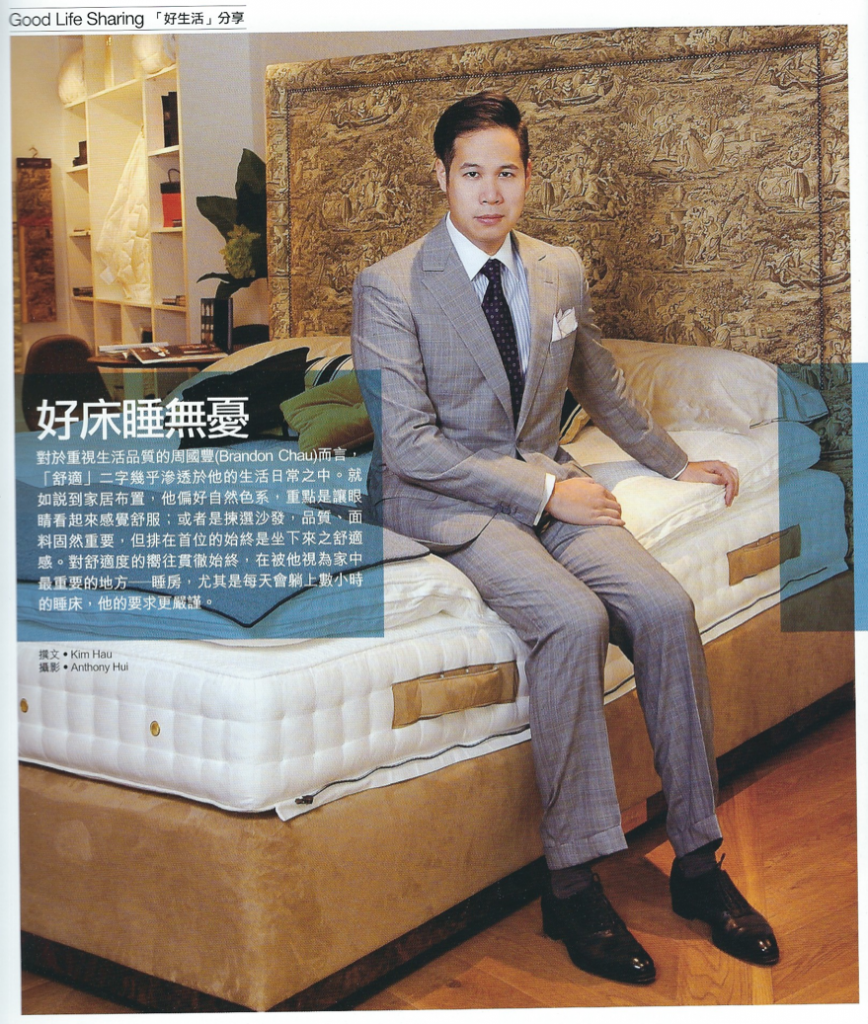 Good Life Sharing 「好生活」分享
好床睡無憂
對於重視生活品質的周國豐(Brandon Chau)而言，
「舒適」二字幾乎滲透於他的生活日常之中。就
如說到家居布置，他偏好自然色系，重點是讓眼
睛看起來感覺舒服；或者是揀選沙發，品質、面
料固然重要，但排在首位的始終是坐下來之舒適
感。對舒適度的嚮往貫徹始終，在被他視為家中
最重要的地方──睡房，尤其是每天會躺上數小時
的睡床，他的要求更嚴謹。
撰文 • Kim Hau
攝影 • Anthony Hui